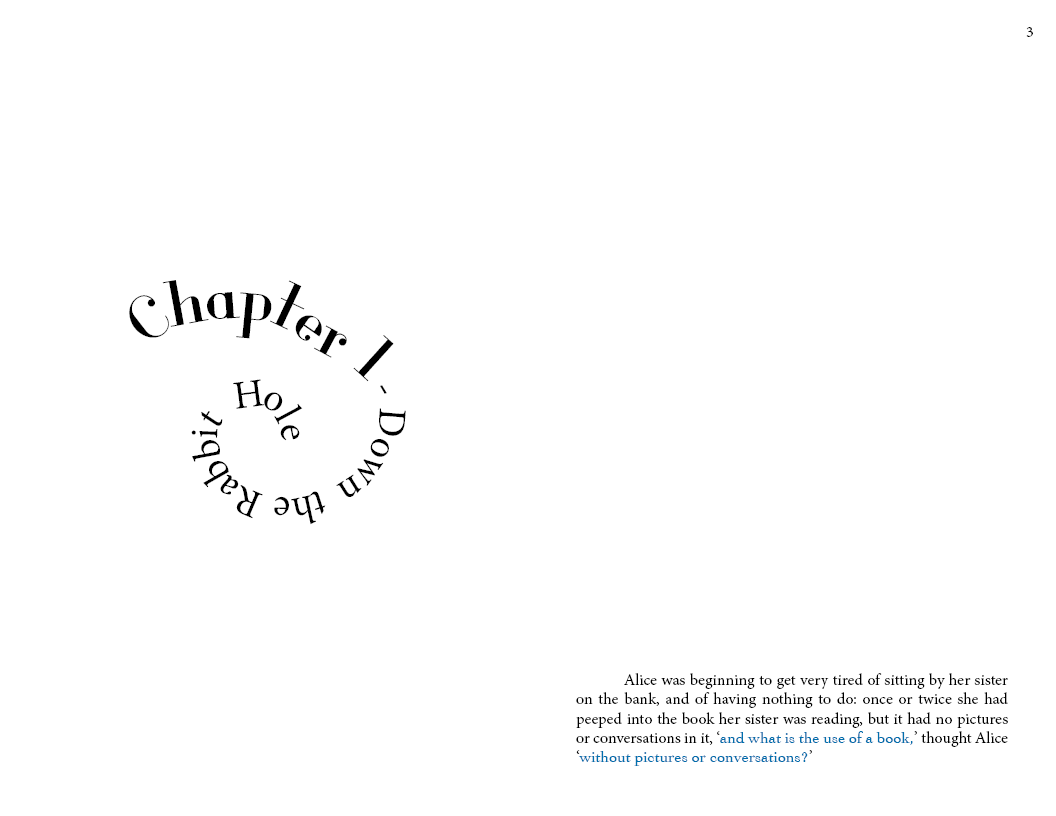 Chapter 1 - Down the Rabbit Hole
3
Alice was beginning to get very tired of sitting by her sister
on the bank, and of having nothing to do: once or twice she had
peeped into the book her sister was reading, but it had no pictures
or conversations in it, ‘and what is the use of a book,’ thought Alice
‘without pictures or conversations?’